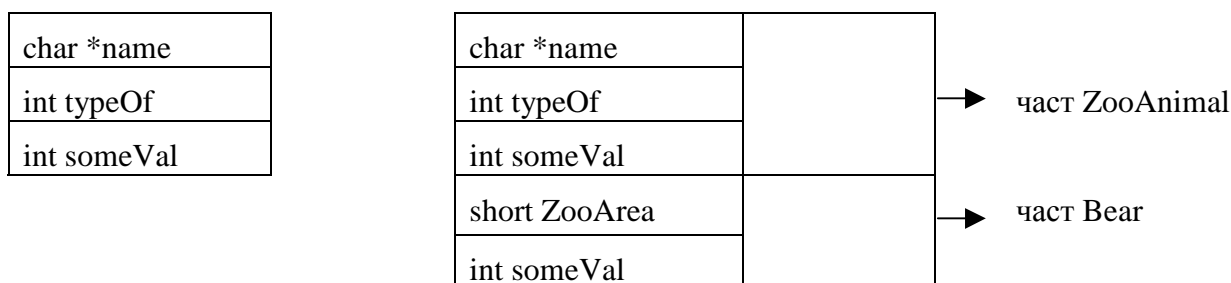 char *name
int typeOf
int someVal
char *name
int typeOf
int someVal
short ZooArea
int someVal
част ZooAnimal
част Bear